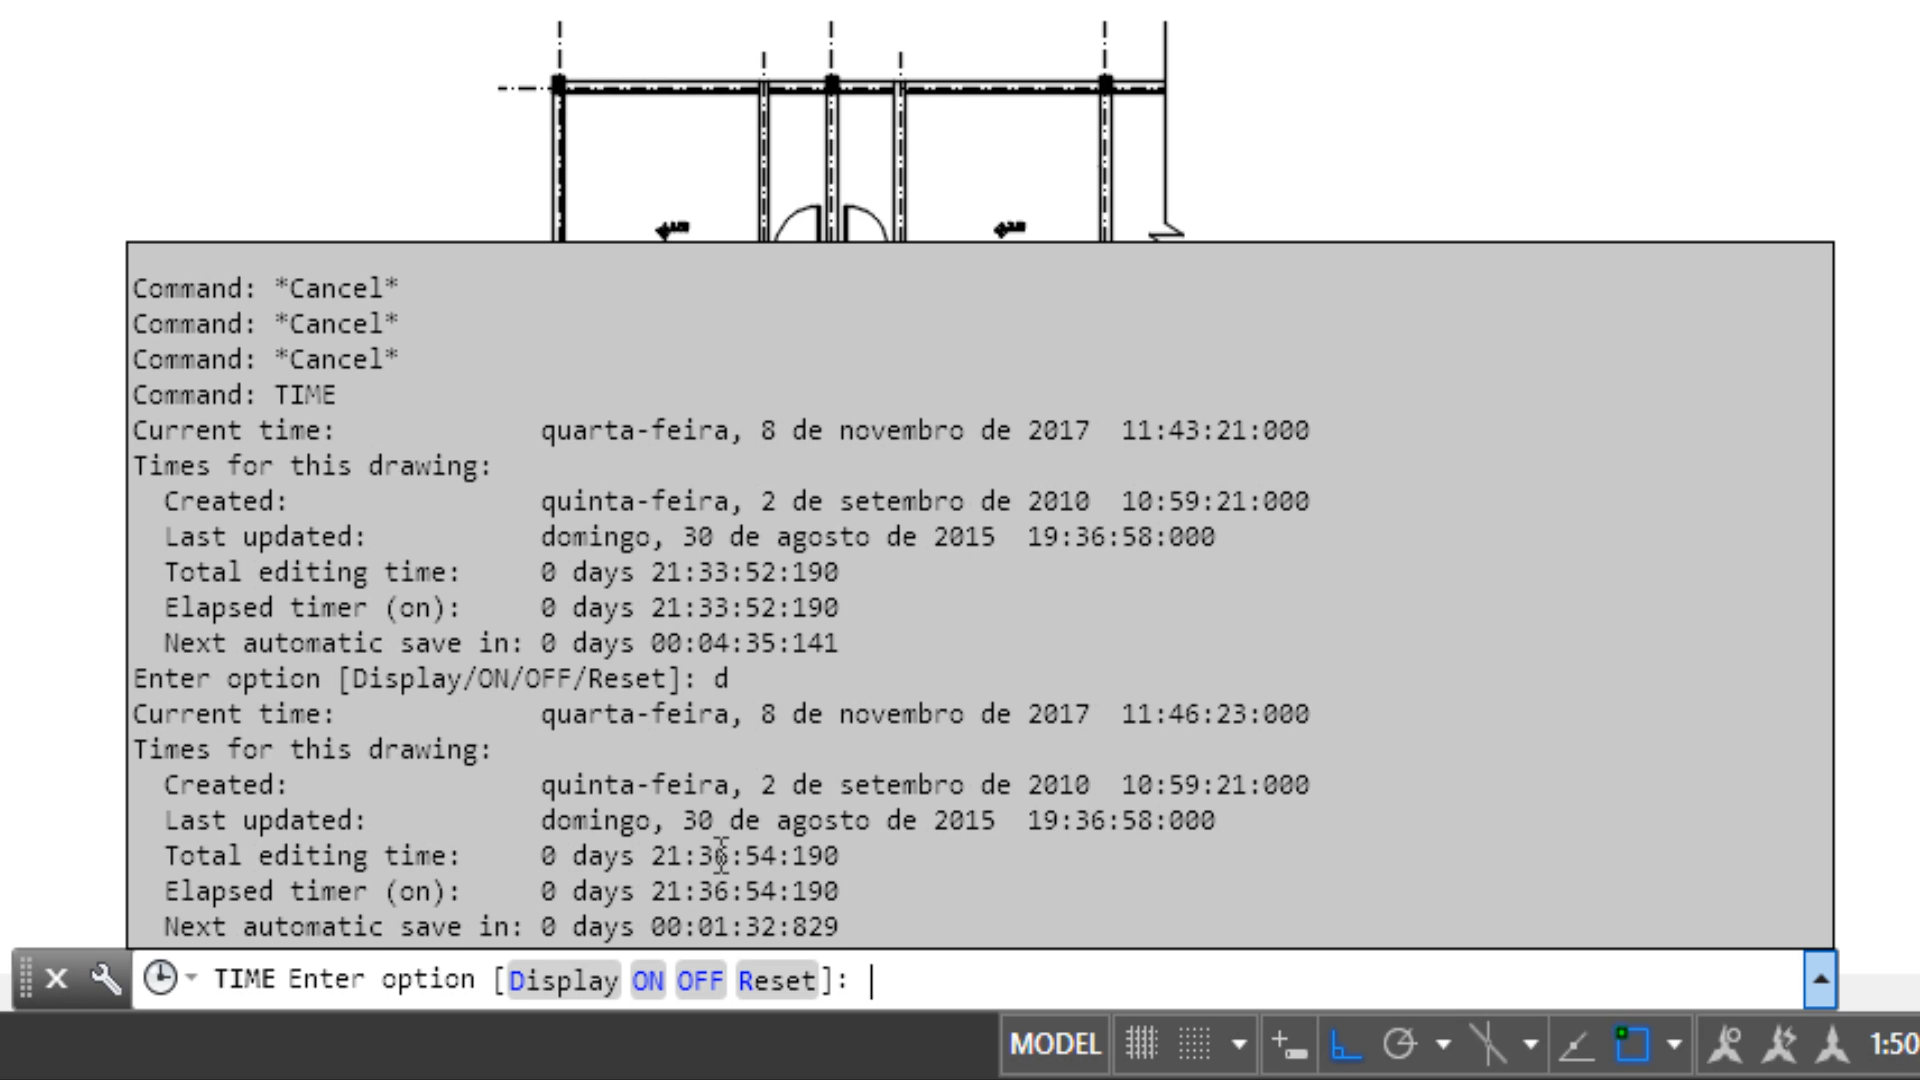 Command: *Cancel*
Command: *Cancel*
Command: *Cancel*
Command: TIME
Current time: quarta-feira, 8 de novembro de 2017 11:43:21:000
Times for this drawing:
Created: quinta-feira, 2 de setembro de 2010 10:59:21:000
Last updated: domingo, 30 de agosto de 2015 19:36:58:000
Total editing time: 0 days 21:33:52:190
Elapsed timer (on): 0 days 21:33:52:190
Next automatic save in: 0 days 00:04:35:141
Enter option [Display/ON/OFF/Reset]: d
Current time: quarta-feira, 8 de novembro de 2017 11:46:23:000
Times for this drawing:
Created: quinta-feira, 2 de setembro de 2010 10:59:21:000
Last updated: domingo, 30 de agosto de 2015 19:36:58:000
Total editing time: 0 days 21:36:54:190
Elapsed timer (on): 0 days 21:36:54:190
Next automatic save in: 0 days 00:01:32:829
TIME Enter option [Display ON OFF Reset]:
MODEL 1:50